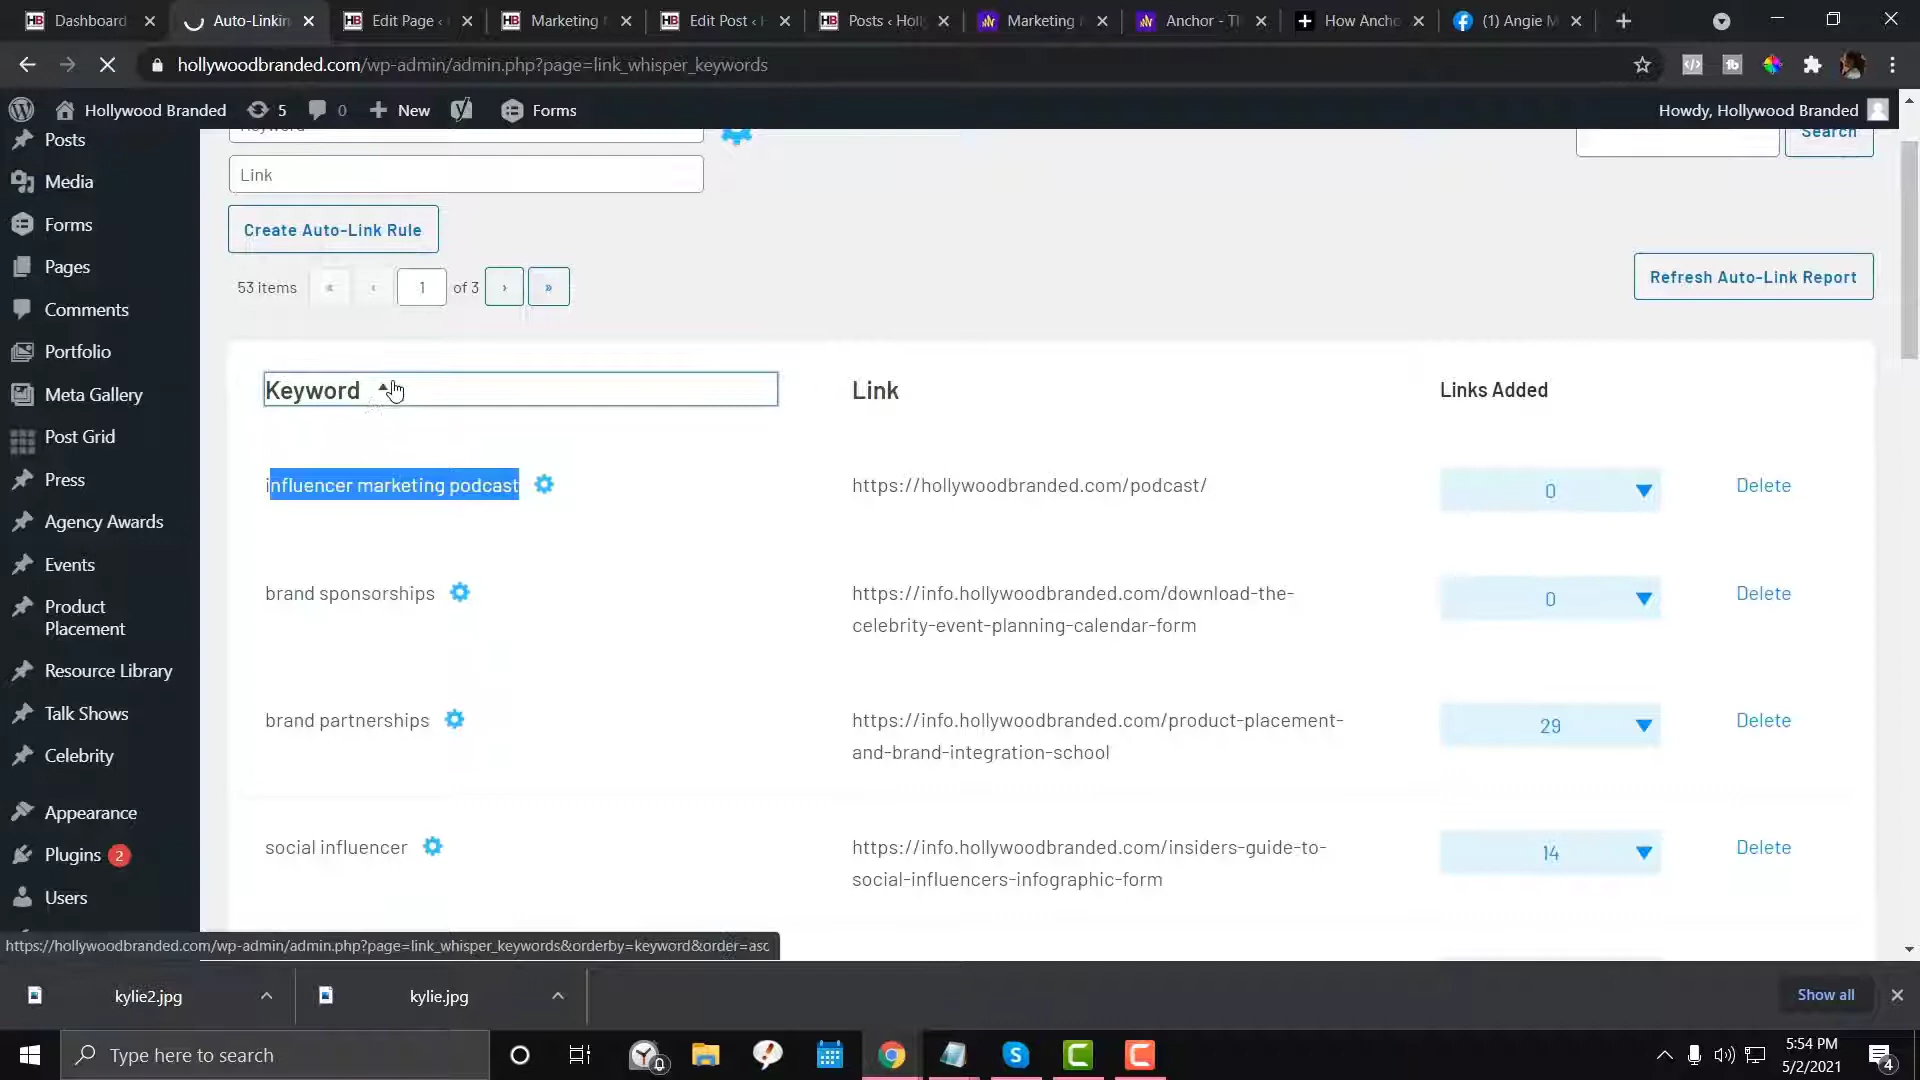 Dashboard
Auto-Linkin
Edit Page ‹
Marketing
Edit Post ‹
Posts ‹ Holl
Marketing
Anchor - Th
How Ancho
(1) Angie M
hollywoodbranded.com/wp-admin/admin.php?page=link_whisper_keywords
Hollywood Branded
5
0
New
Forms
Howdy, Hollywood Branded
Posts
Media
Forms
Pages
Comments
Portfolio
Meta Gallery
Post Grid
Press
Agency Awards
Events
Product
Placement
Resource Library
Talk Shows
Celebrity
Appearance
Plugins 2
Users
Keyword
Search
Link
Create Auto-Link Rule
53 items « ‹ 1 of 3 › »
Refresh Auto-Link Report
Keyword Link Links Added
influencer marketing podcast https://hollywoodbranded.com/podcast/ 0 Delete
brand sponsorships https://info.hollywoodbranded.com/download-the- 0 Delete
celebrity-event-planning-calendar-form
brand partnerships https://info.hollywoodbranded.com/product-placement- 29 Delete
and-brand-integration-school
social influencer https://info.hollywoodbranded.com/insiders-guide-to- 14 Delete
social-influencers-infographic-form
https://hollywoodbranded.com/wp-admin/admin.php?page=link_whisper_keywords&orderby=keyword&order=asc
kylie2.jpg
kylie.jpg
Show all
Type here to search
5:54 PM
5/2/2021
4